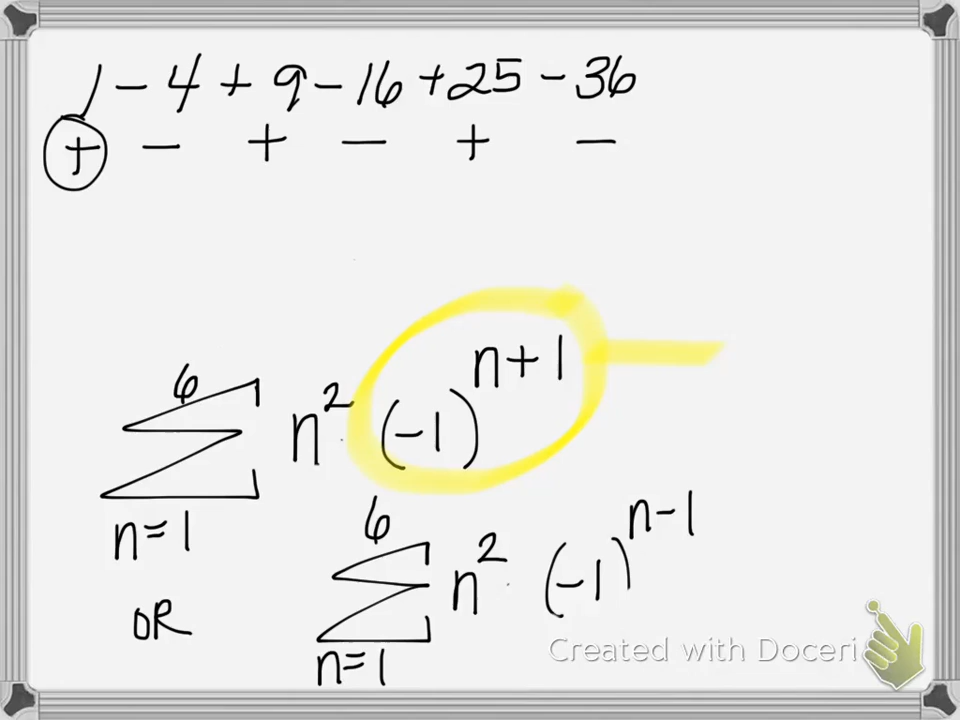 1 - 4 + 9 - 16 + 25 - 36
+ - + - + -
6
∑ n² (-1)ⁿ⁺¹
n=1
OR
6
∑ n² · (-1)ⁿ⁻¹
n=1
Created with Doceri